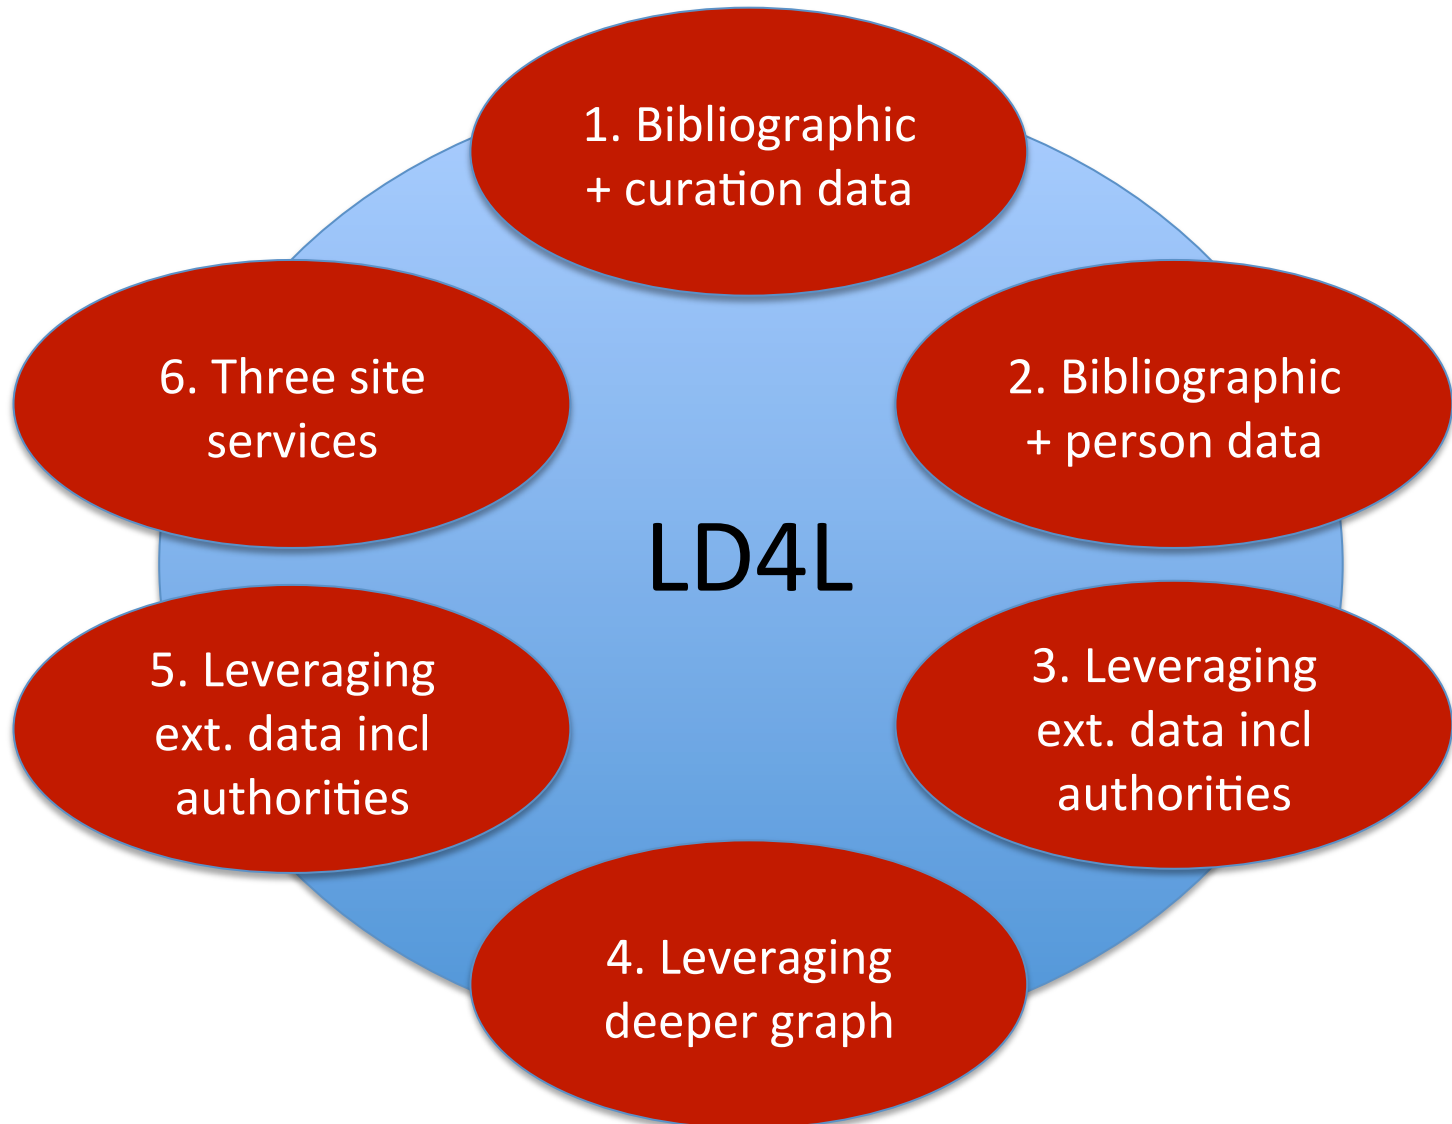 1. Bibliographic
+ curation data
2. Bibliographic
+ person data
3. Leveraging
ext. data incl
authorities
4. Leveraging
deeper graph
5. Leveraging
ext. data incl
authorities
6. Three site
services
LD4L